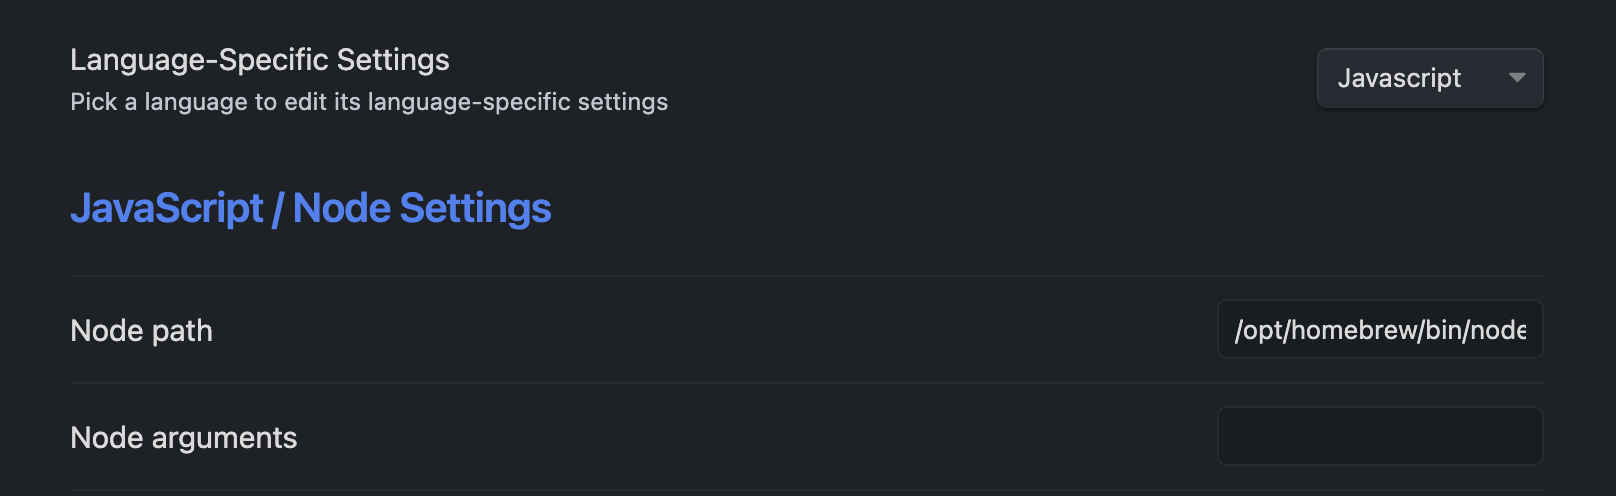 Language-Specific Settings
Pick a language to edit its language-specific settings
Javascript
JavaScript / Node Settings
Node path
/opt/homebrew/bin/node
Node arguments